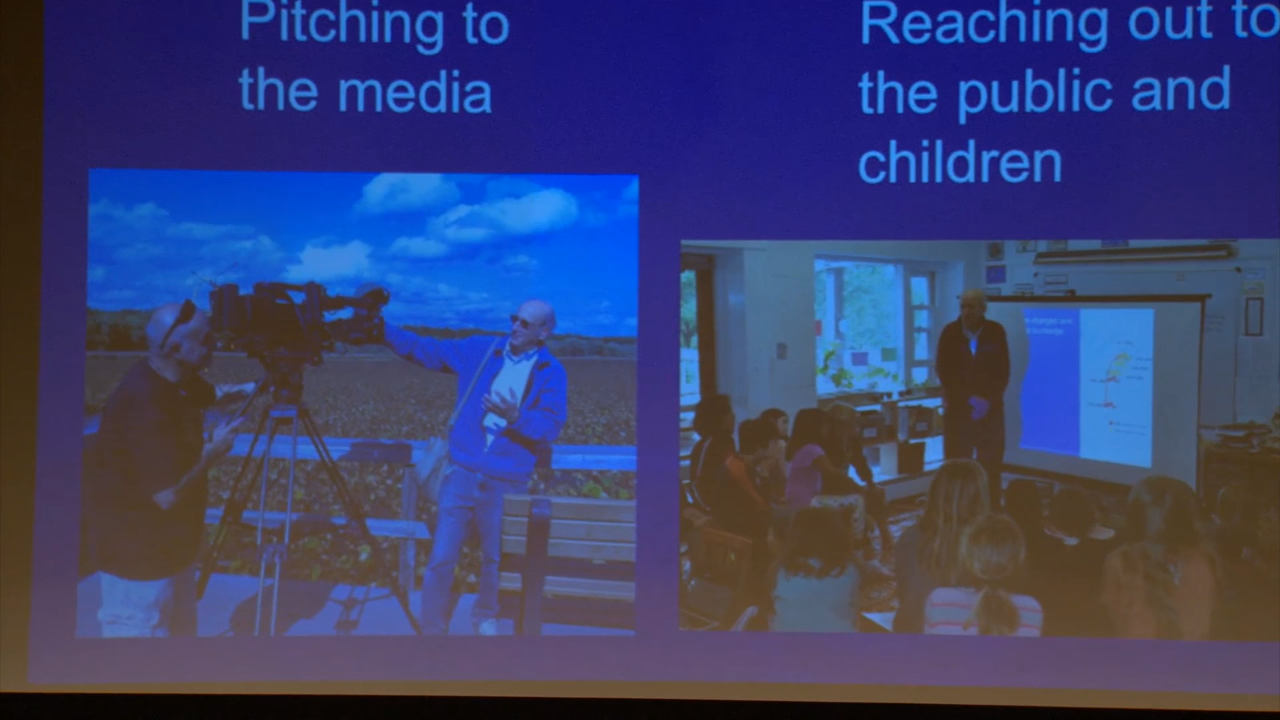 Pitching to
the media
Reaching out to
the public and
children